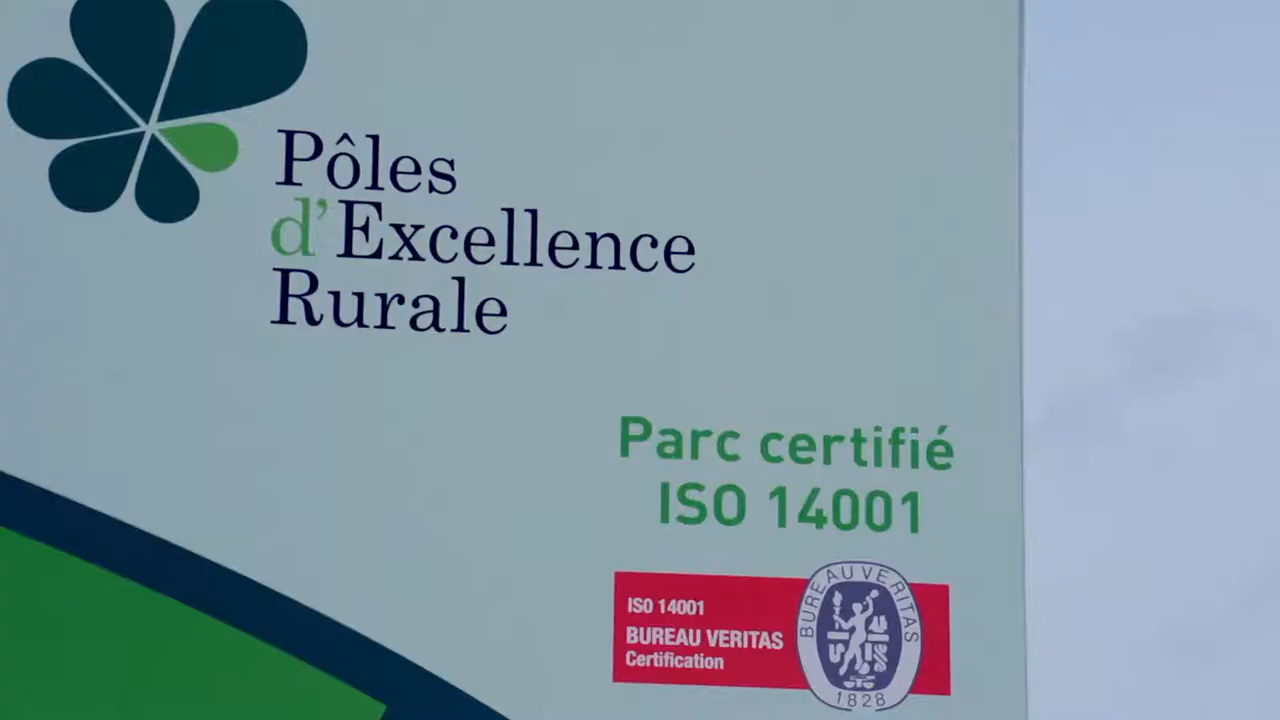 Pôles
d'Excellence
Rurale
Parc certifié
ISO 14001
ISO 14001
BUREAU VERITAS
Certification
BUREAU VERITAS
1828